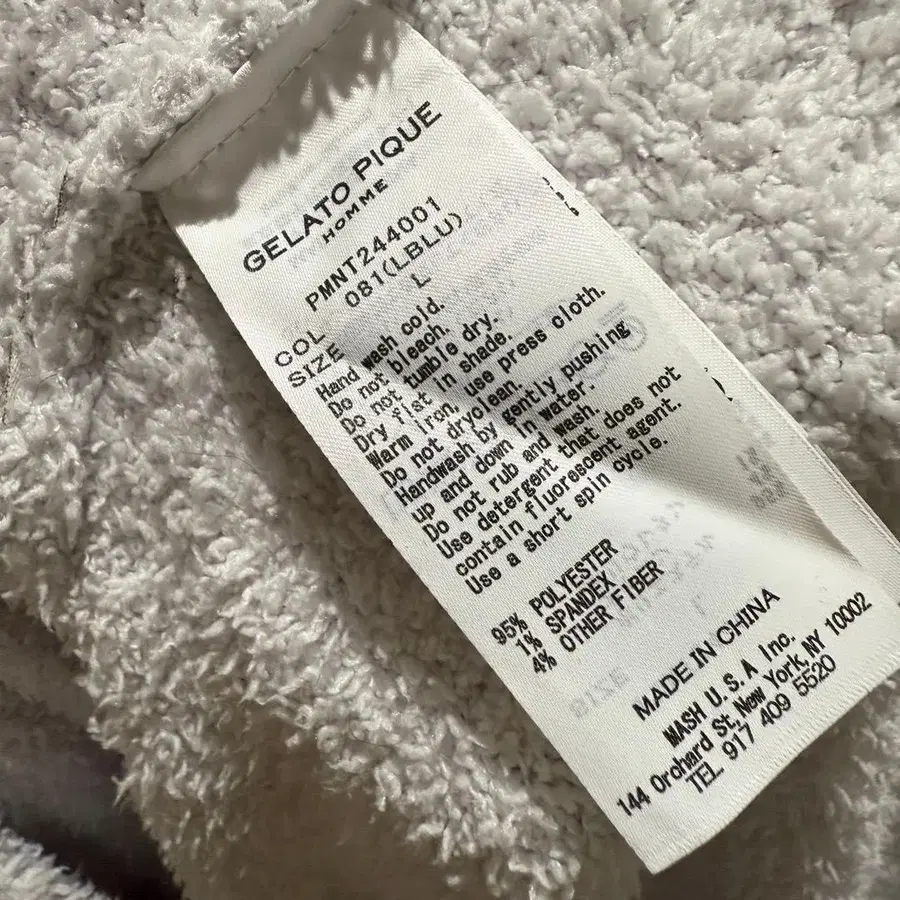 GELATO PIQUE
HOMME
PMNT244001
COL 081(LBLU)
SIZE L
Hand wash cold.
Do not bleach.
Do not tumble dry.
Dry flat in shade.
Warm iron, use press cloth.
Do not dryclean.
Handwash by gently pushing
up and down in water.
Do not rub and wash.
Use detergent that does not
contain fluorescent agent.
Use a short spin cycle.
95% POLYESTER
1% SPANDEX
4% OTHER FIBER
MADE IN CHINA
MASH U.S.A Inc.
144 Orchard St,New York,NY 10002
TEL 917 409 5520